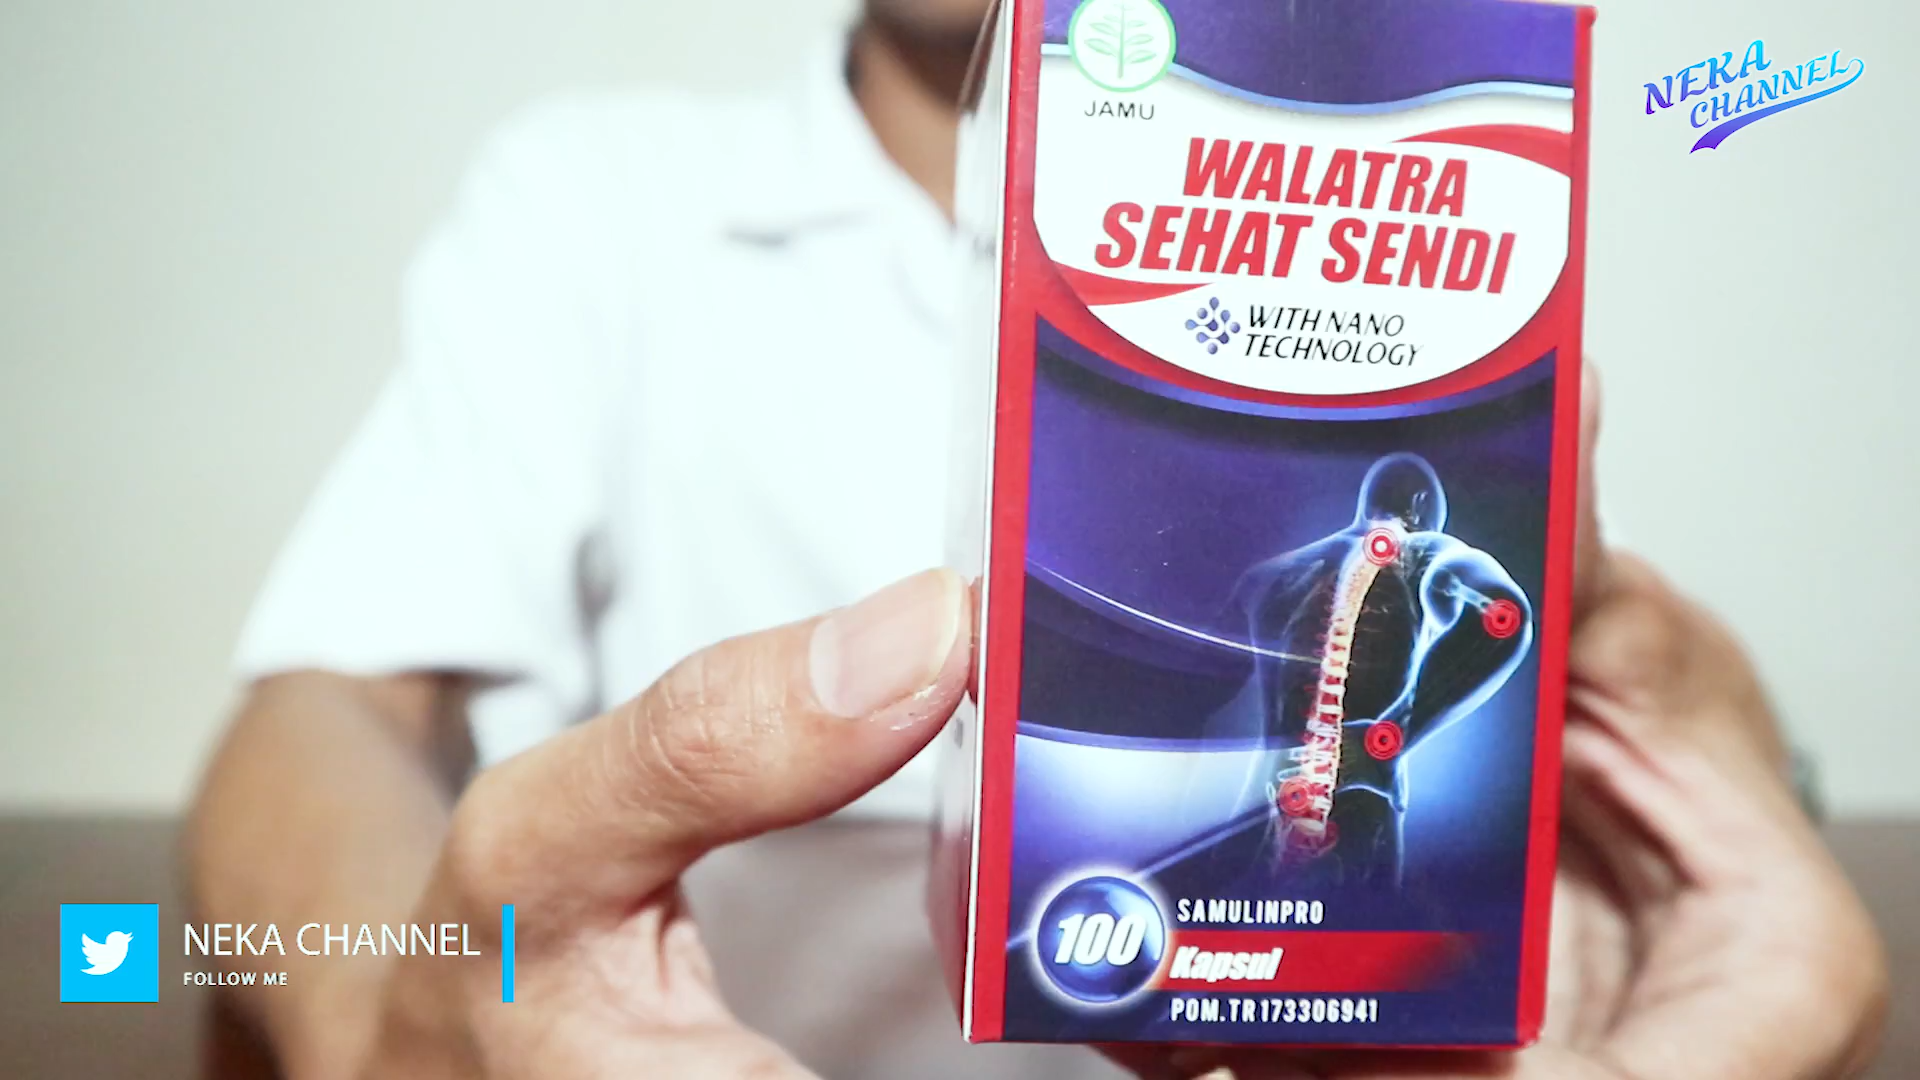 NEKA
CHANNEL
JAMU
WALATRA
SEHAT SENDI
WITH NANO
TECHNOLOGY
SAMULINPRO
100
Kapsul
POM.TR173306941
NEKA CHANNEL
FOLLOW ME